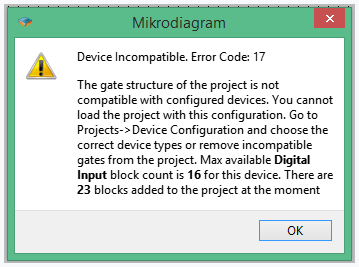 Mikrodiagram
Device Incompatible. Error Code: 17
The gate structure of the project is not
compatible with configured devices. You cannot
load the project with this configuration. Go to
Projects->Device Configuration and choose the
correct device types or remove incompatible
gates from the project. Max available Digital
Input block count is 16 for this device. There are
23 blocks added to the project at the moment
OK